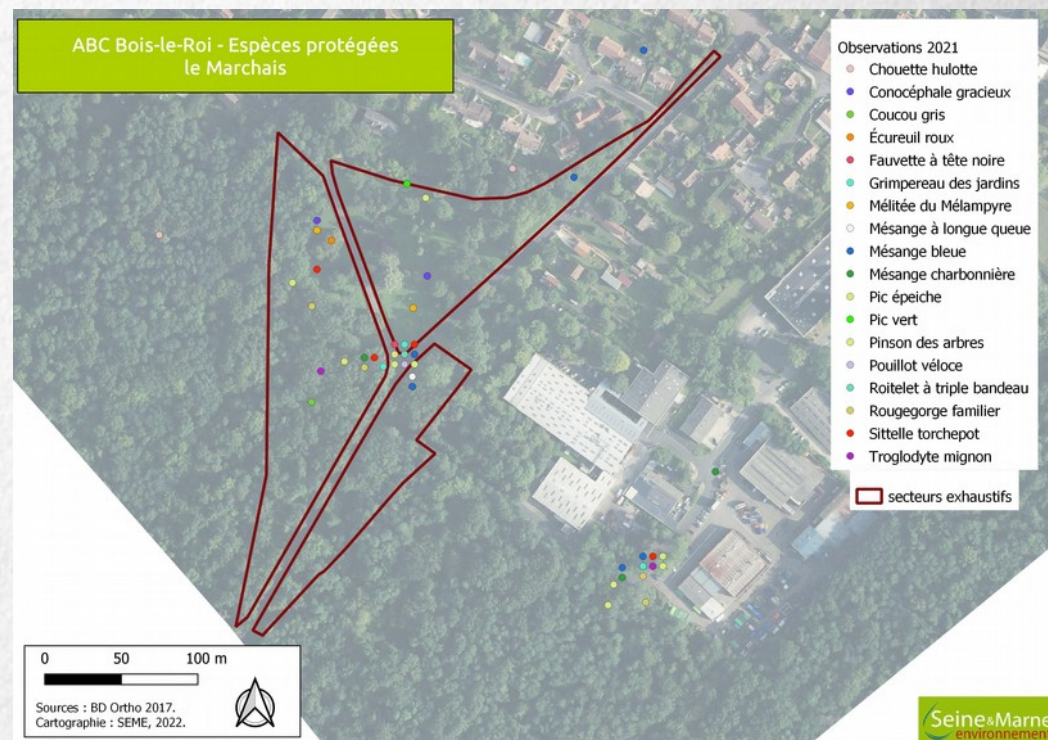 ABC Bois-le-Roi - Espèces protégées
le Marchais
Observations 2021
Chouette hulotte
Conocéphale gracieux
Coucou gris
Écureuil roux
Fauvette à tête noire
Grimpereau des jardins
Mélitée du Mélampyre
Mésange à longue queue
Mésange bleue
Mésange charbonnière
Pic épeiche
Pic vert
Pinson des arbres
Pouillot véloce
Roitelet à triple bandeau
Rougegorge familier
Sittelle torchepot
Troglodyte mignon
secteurs exhaustifs
0 50 100 m
Sources : BD Ortho 2017.
Cartographie : SEME, 2022.
Seine&Marne
environnement